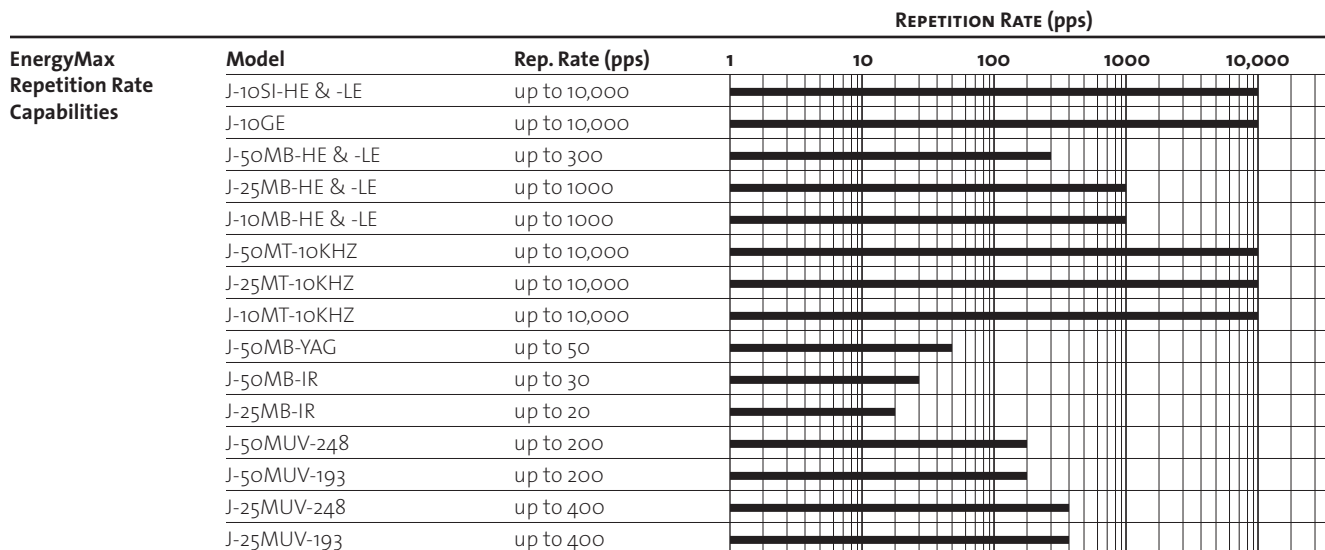 REPETITION RATE (pps)
EnergyMax Repetition Rate Capabilities
Model Rep. Rate (pps) 1 10 100 1000 10,000
J-10SI-HE & -LE up to 10,000
J-10GE up to 10,000
J-50MB-HE & -LE up to 300
J-25MB-HE & -LE up to 1000
J-10MB-HE & -LE up to 1000
J-50MT-10KHZ up to 10,000
J-25MT-10KHZ up to 10,000
J-10MT-10KHZ up to 10,000
J-50MB-YAG up to 50
J-50MB-IR up to 30
J-25MB-IR up to 20
J-50MUV-248 up to 200
J-50MUV-193 up to 200
J-25MUV-248 up to 400
J-25MUV-193 up to 400